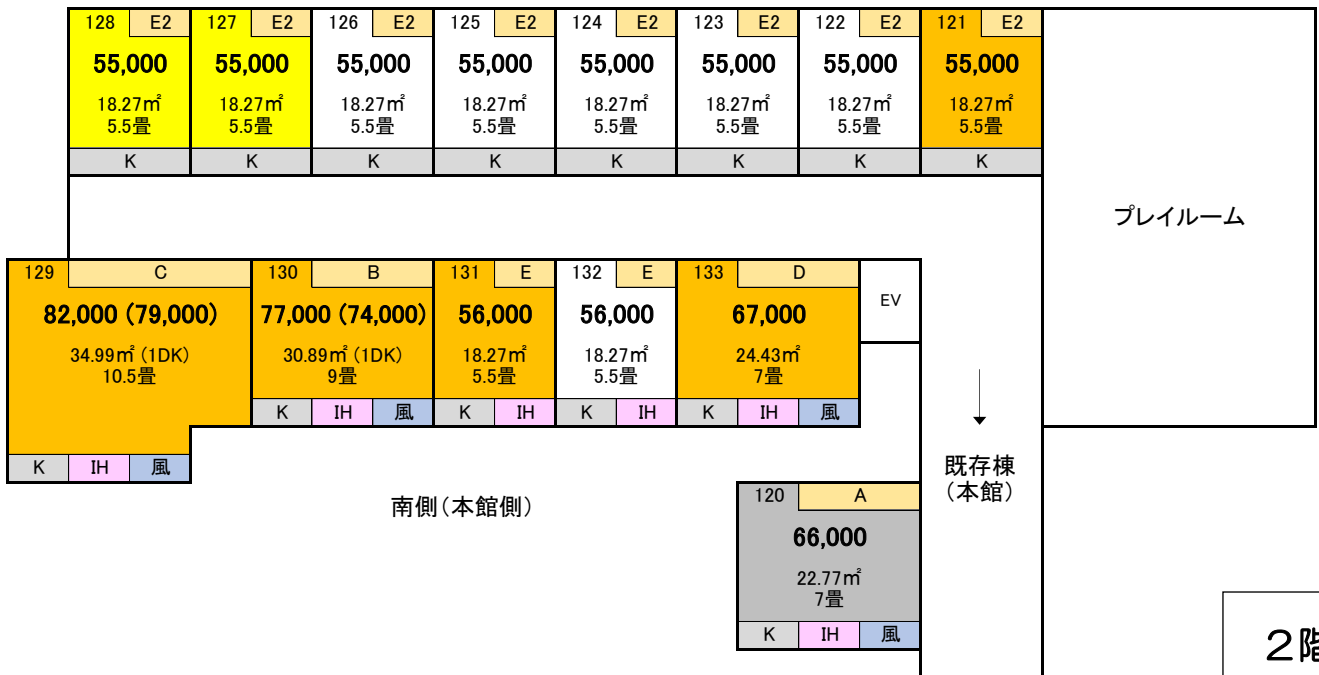 128 E2 127 E2 126 E2 125 E2 124 E2 123 E2 122 E2 121 E2
55,000 55,000 55,000 55,000 55,000 55,000 55,000 55,000
18.27㎡ 18.27㎡ 18.27㎡ 18.27㎡ 18.27㎡ 18.27㎡ 18.27㎡ 18.27㎡
5.5畳 5.5畳 5.5畳 5.5畳 5.5畳 5.5畳 5.5畳 5.5畳
K K K K K K K K
プレイルーム
129 C 130 B 131 E 132 E 133 D
EV
82,000 (79,000) 77,000 (74,000) 56,000 56,000 67,000
34.99㎡ (1DK) 30.89㎡ (1DK) 18.27㎡ 18.27㎡ 24.43㎡
10.5畳 9畳 5.5畳 5.5畳 7畳
K IH 風 K IH K IH K IH 風
K IH 風
↓
既存棟
(本館)
南側(本館側)
120 A
66,000
22.77㎡
7畳
K IH 風
2階